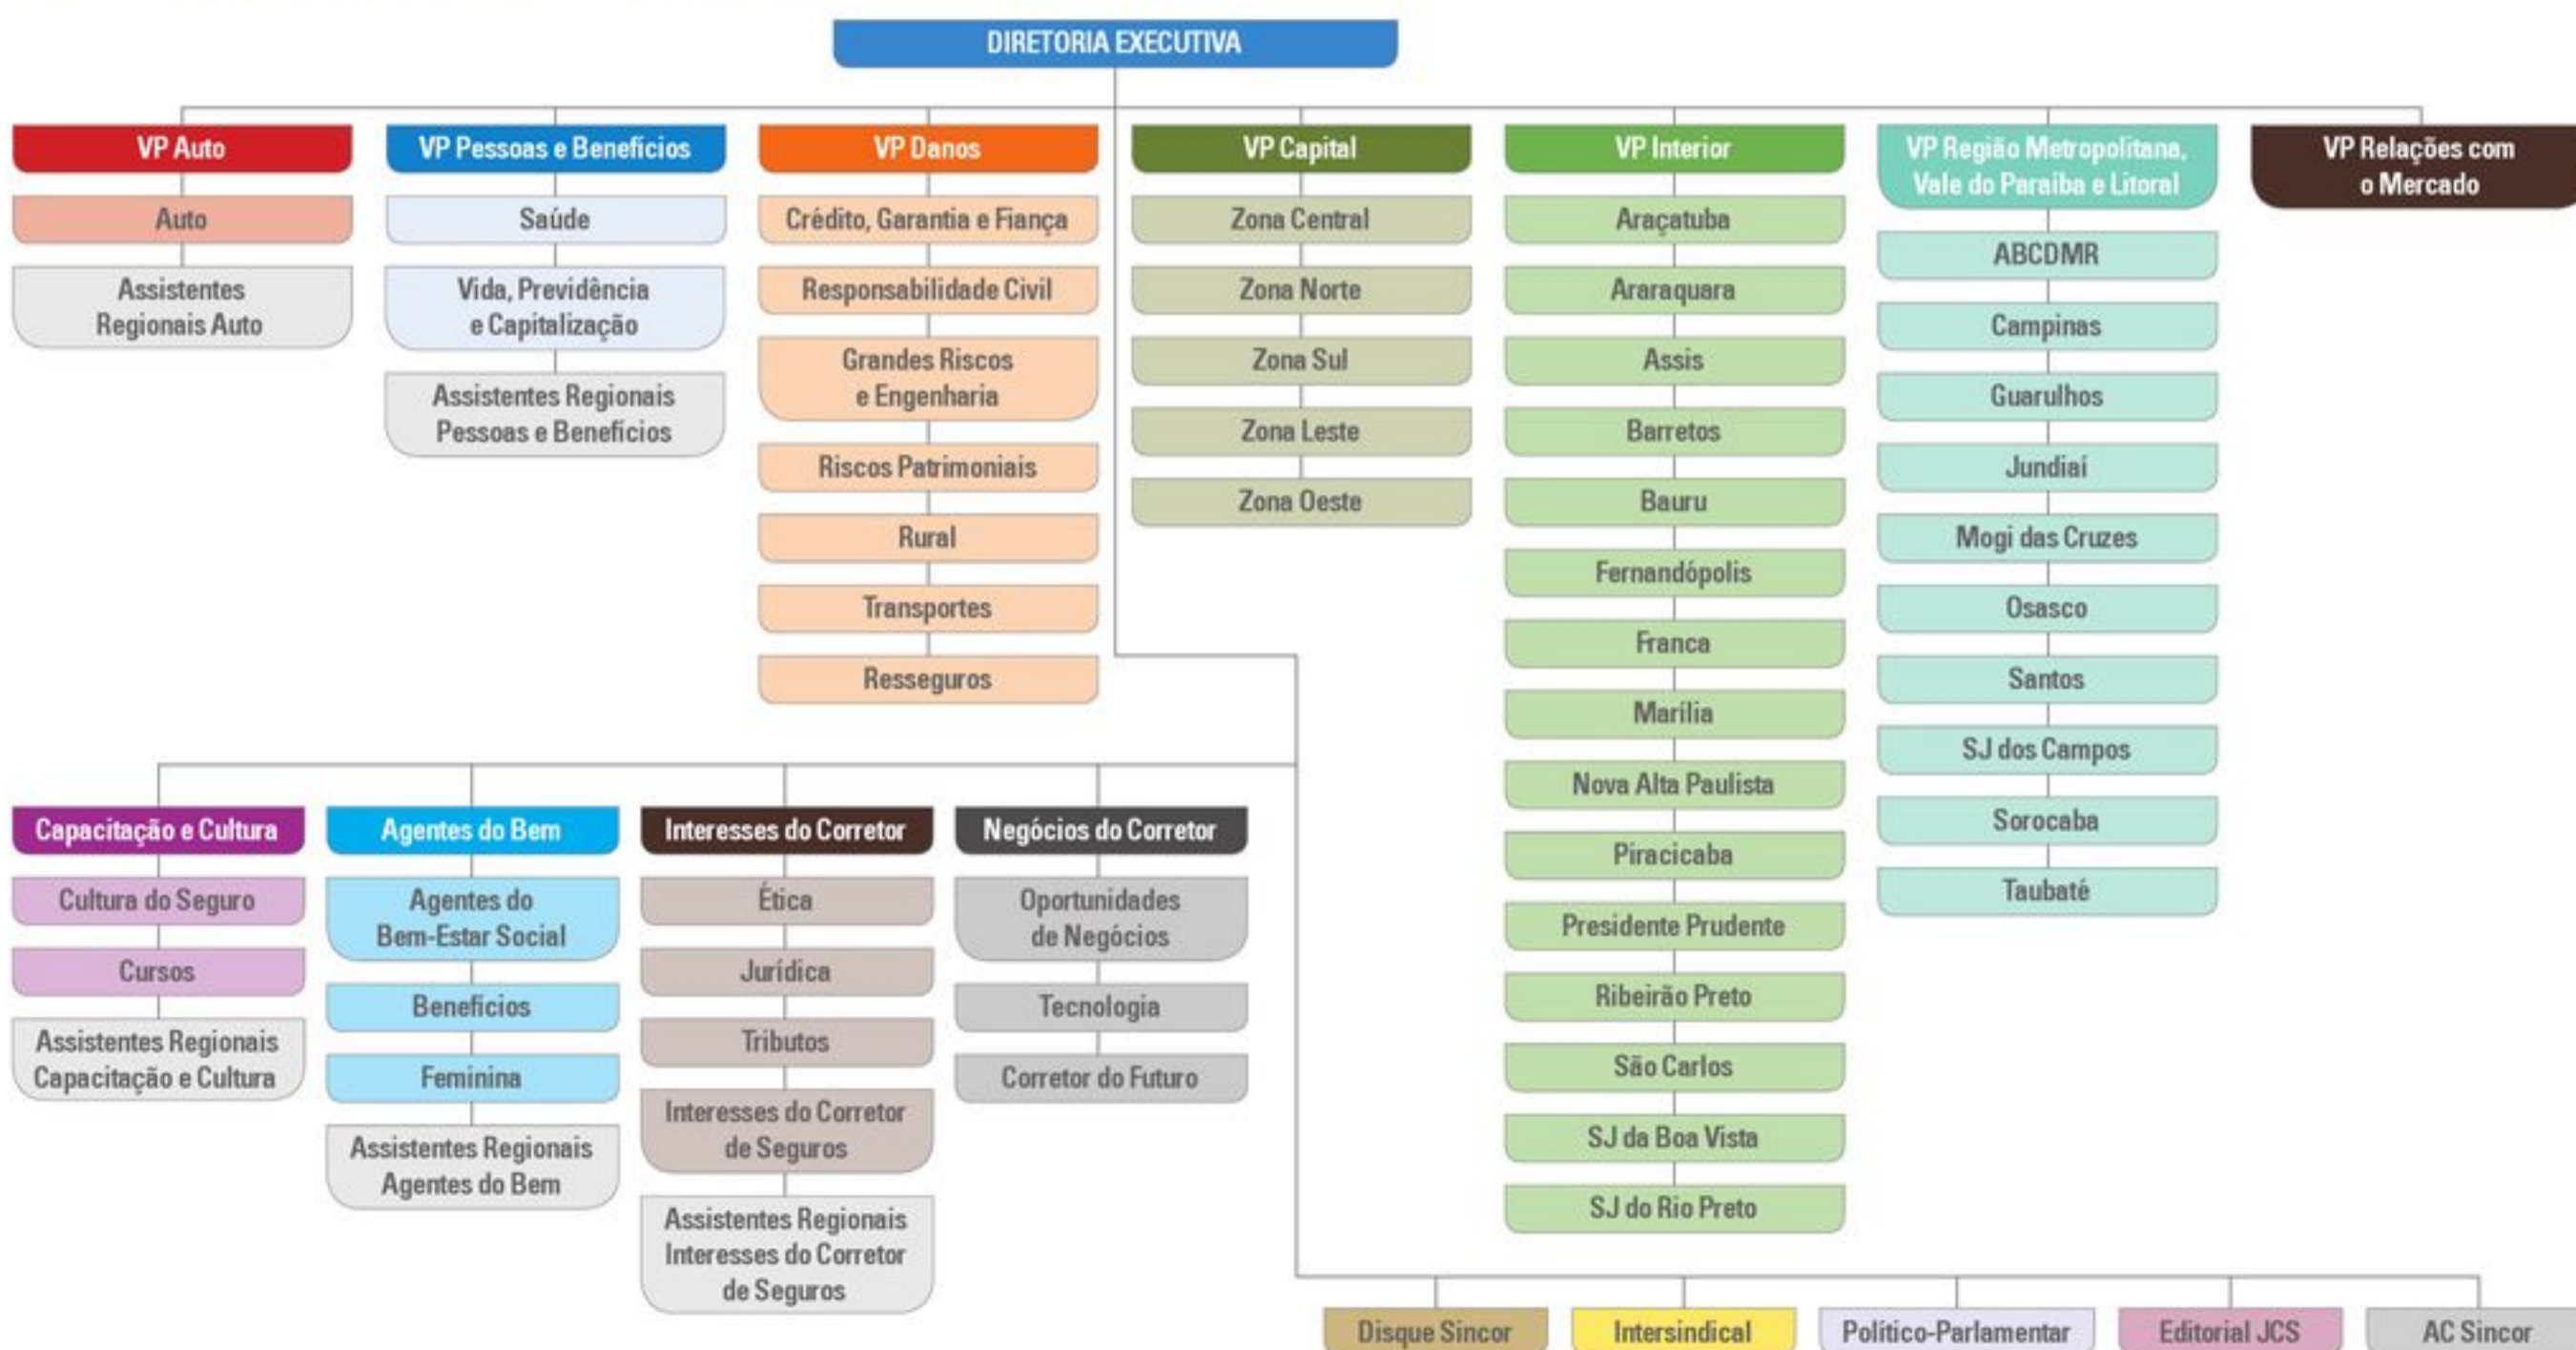 DIRETORIA EXECUTIVA
VP Auto
Auto
Assistentes
Regionais Auto
VP Pessoas e Benefícios
Saúde
Vida, Previdência
e Capitalização
Assistentes Regionais
Pessoas e Benefícios
VP Danos
Crédito, Garantia e Fiança
Responsabilidade Civil
Grandes Riscos
e Engenharia
Riscos Patrimoniais
Rural
Transportes
Resseguros
VP Capital
Zona Central
Zona Norte
Zona Sul
Zona Leste
Zona Oeste
VP Interior
Araçatuba
Araraquara
Assis
Barretos
Bauru
Fernandópolis
Franca
Marília
Nova Alta Paulista
Piracicaba
Presidente Prudente
Ribeirão Preto
São Carlos
SJ da Boa Vista
SJ do Rio Preto
VP Região Metropolitana,
Vale do Paraíba e Litoral
ABCDMR
Campinas
Guarulhos
Jundiaí
Mogi das Cruzes
Osasco
Santos
SJ dos Campos
Sorocaba
Taubaté
VP Relações com
o Mercado
Capacitação e Cultura
Cultura do Seguro
Cursos
Assistentes Regionais
Capacitação e Cultura
Agentes do Bem
Agentes do
Bem-Estar Social
Benefícios
Feminina
Assistentes Regionais
Agentes do Bem
Interesses do Corretor
Ética
Jurídica
Tributos
Interesses do Corretor
de Seguros
Assistentes Regionais
Interesses do Corretor
de Seguros
Negócios do Corretor
Oportunidades
de Negócios
Tecnologia
Corretor do Futuro
Disque Sincor
Intersindical
Político-Parlamentar
Editorial JCS
AC Sincor